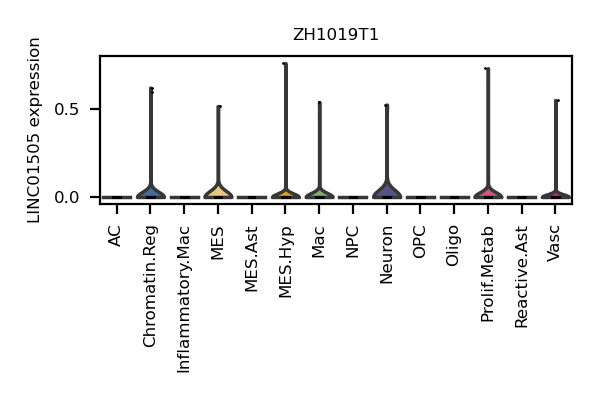 ZH1019T1
LINC01505 expression
0.5
0.0
AC
Chromatin.Reg
Inflammatory.Mac
MES
MES.Ast
MES.Hyp
Mac
NPC
Neuron
OPC
Oligo
Prolif.Metab
Reactive.Ast
Vasc